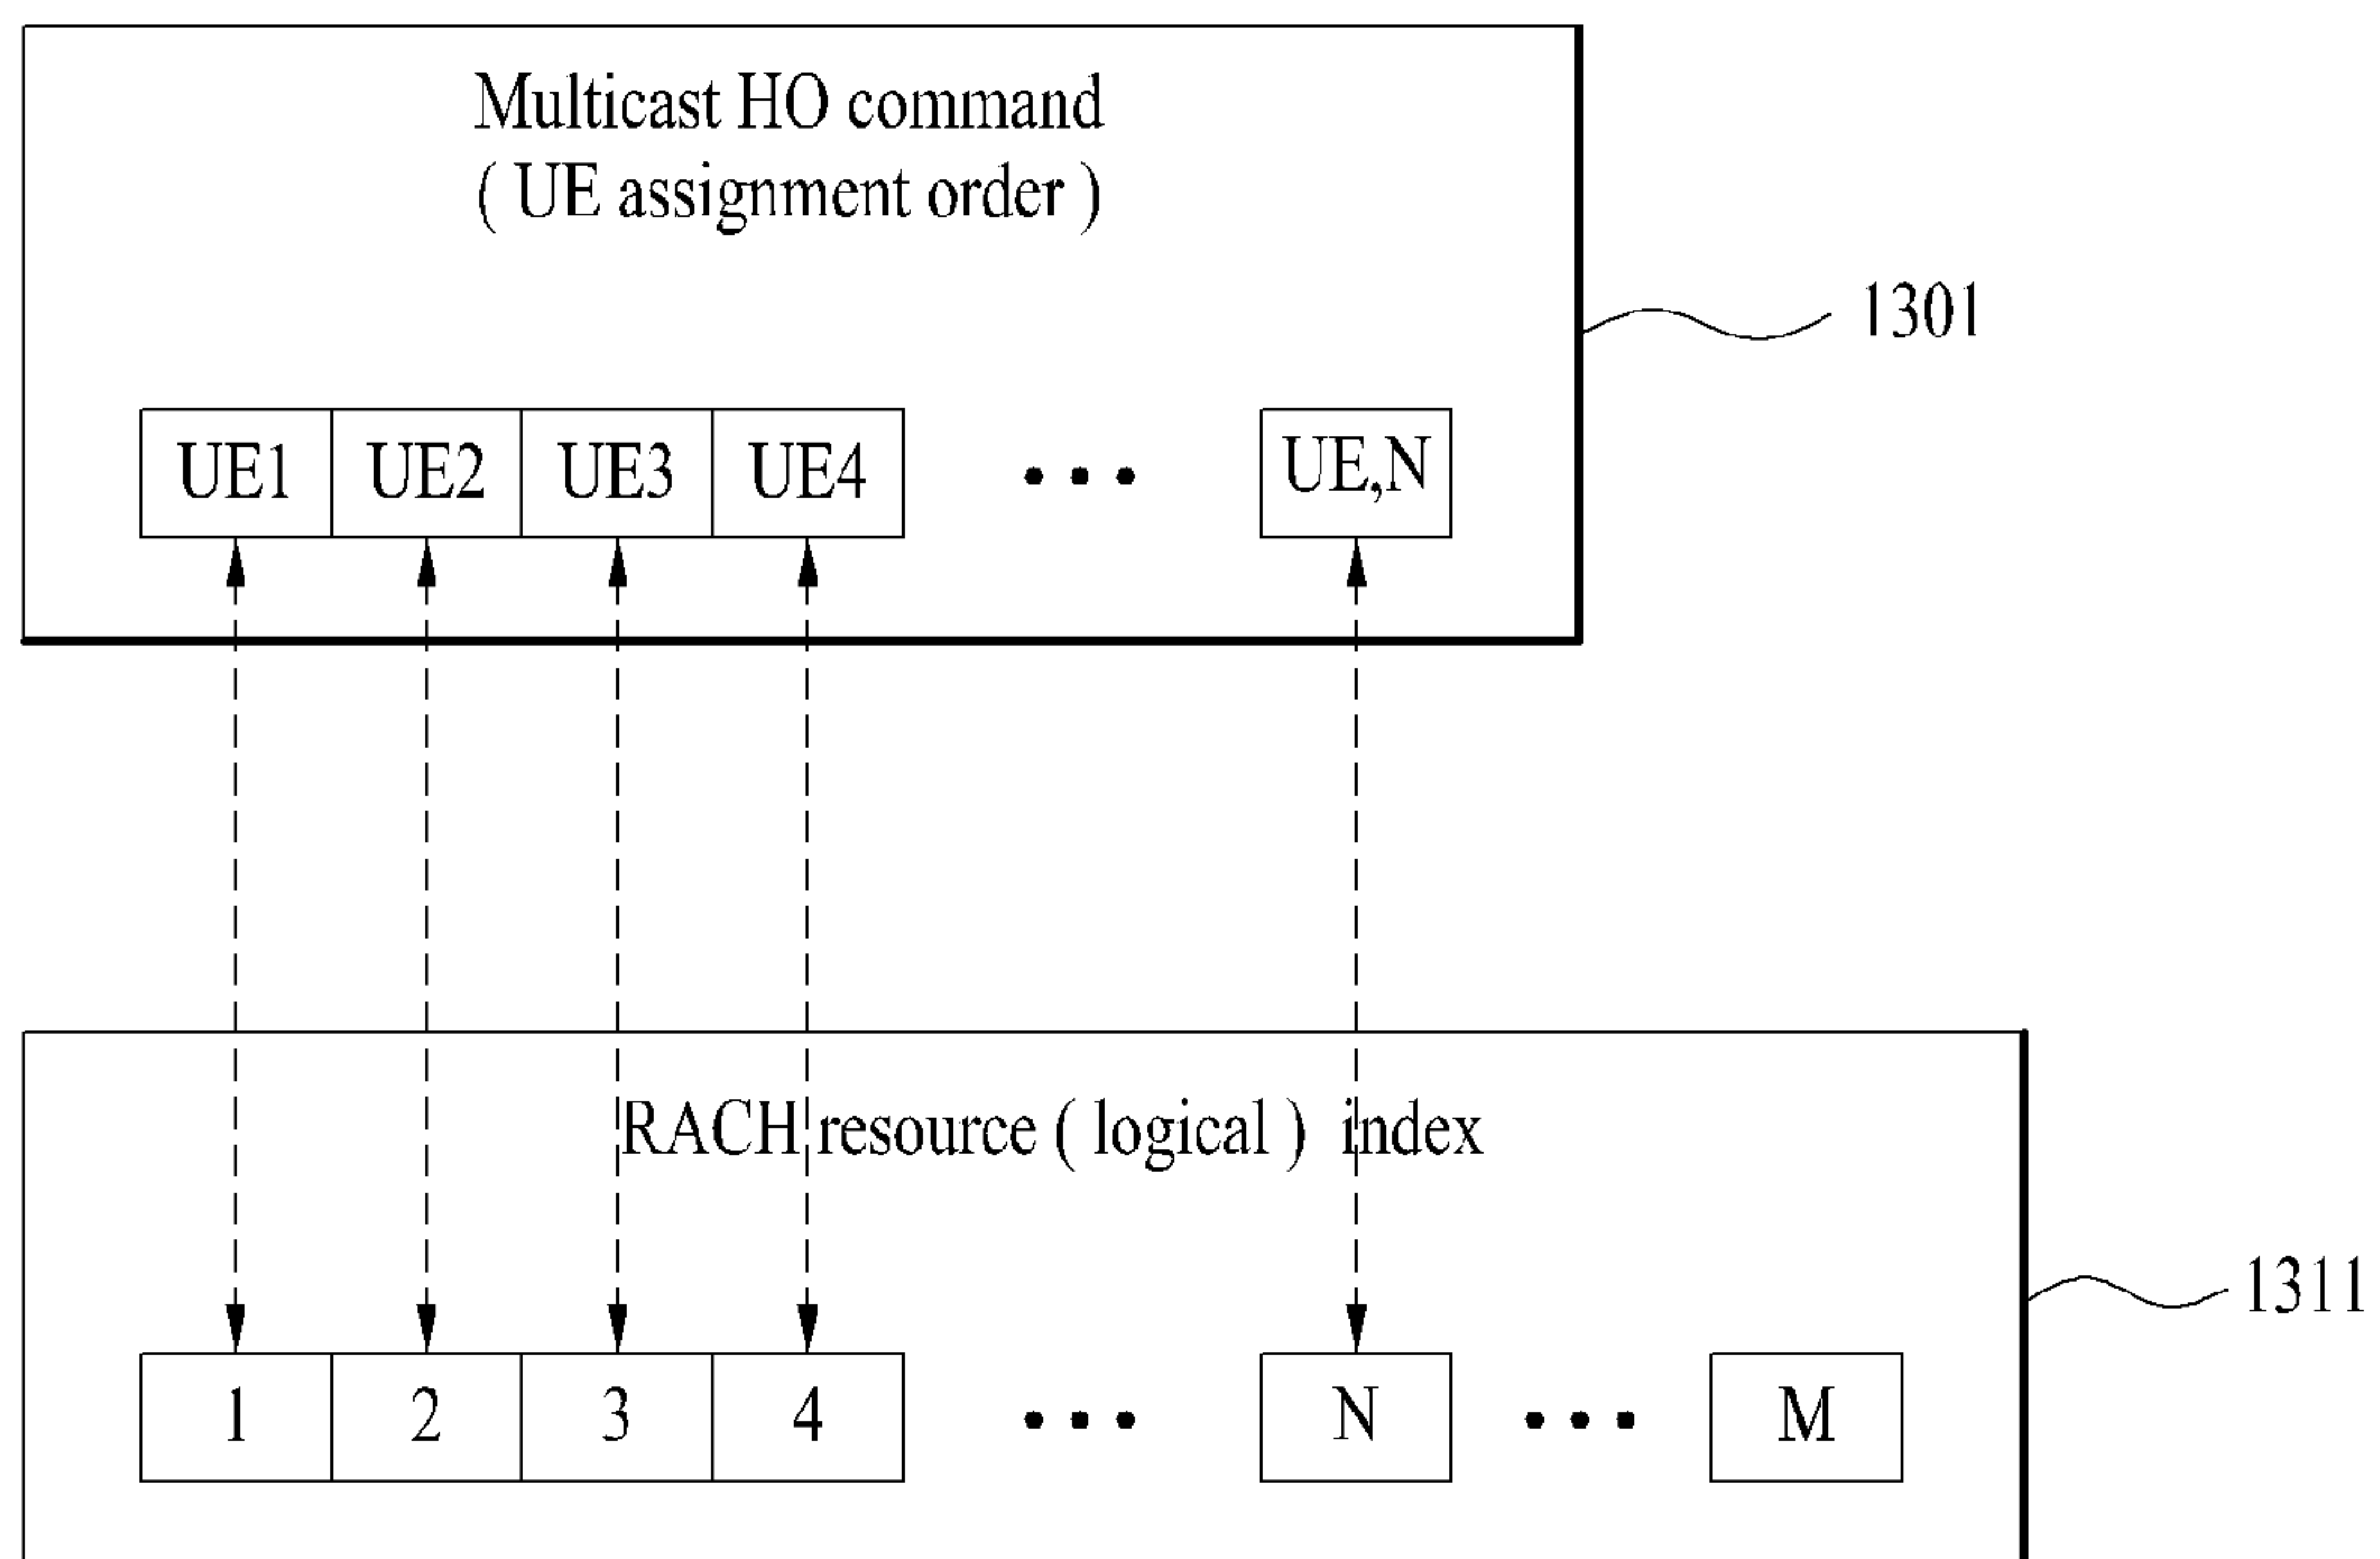 Multicast HO command
( UE assignment order )
1301
UE1 UE2 UE3 UE4 ••• UE,N
RACH resource ( logical ) index
1311
1 2 3 4 ••• N ••• M